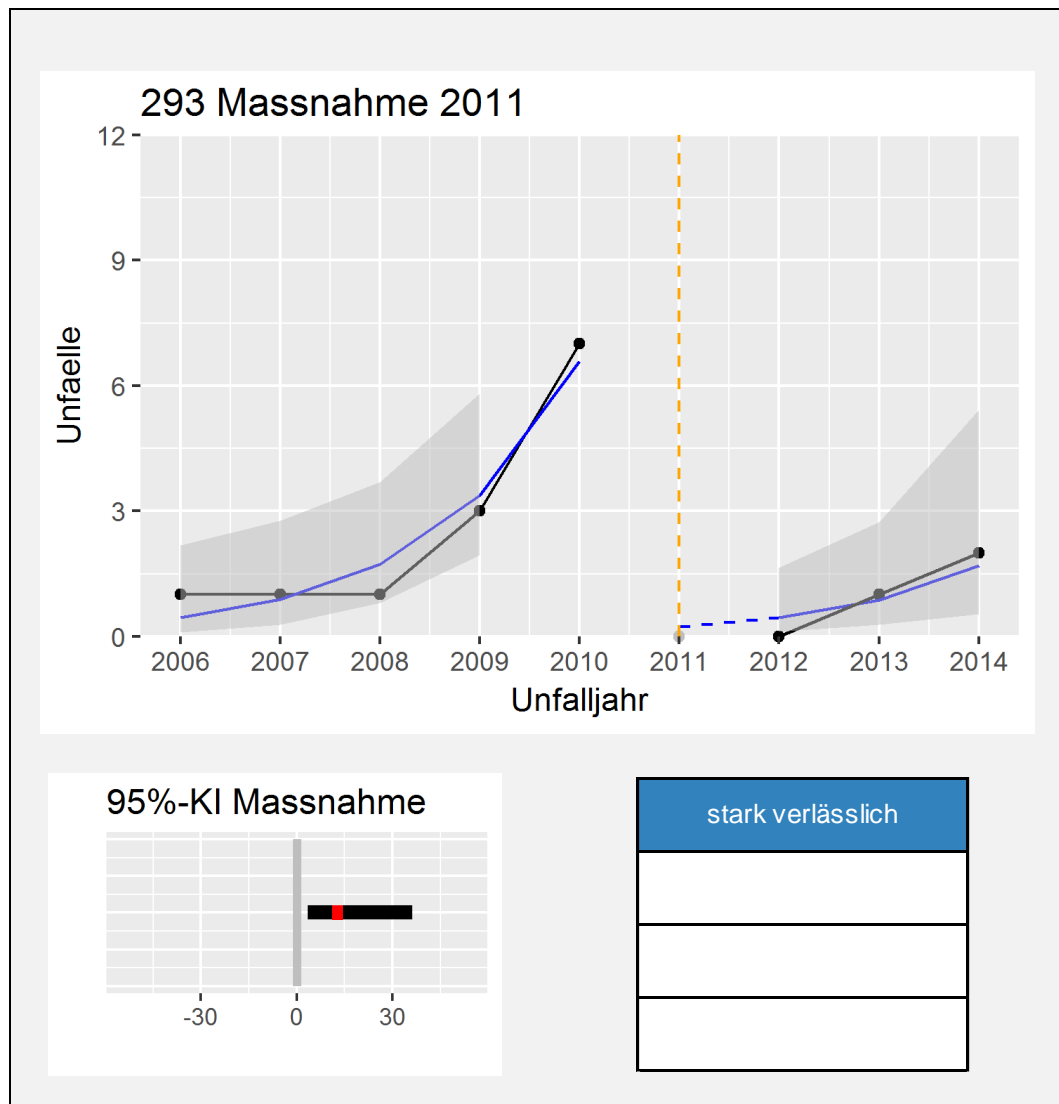 293 Massnahme 2011
12
9
6
3
0
Unfaelle
2006 2007 2008 2009 2010 2011 2012 2013 2014
Unfalljahr
95%-KI Massnahme
-30 0 30
stark verlässlich